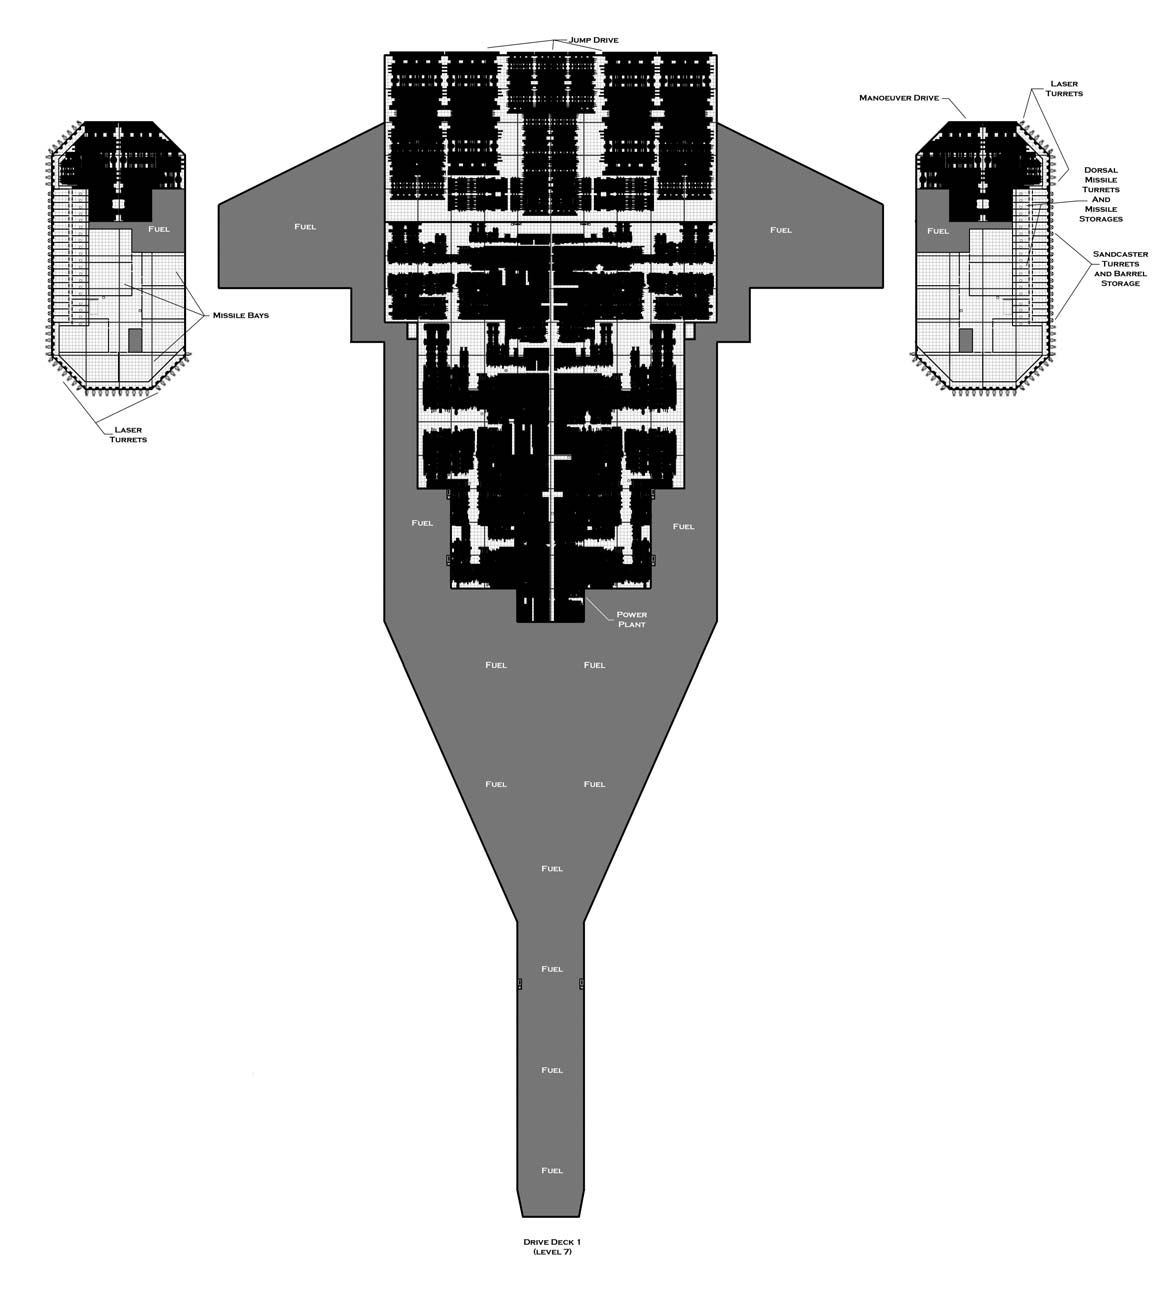 Jump Drive
Laser
Turrets
Manoeuver Drive
Dorsal
Missile
Turrets
And
Missile
Storages
Fuel
Fuel
Fuel
Fuel
Sandcaster
Turrets
and Barrel
Storage
Missile Bays
Laser
Turrets
Fuel
Fuel
Power
Plant
Fuel
Fuel
Fuel
Fuel
Fuel
Fuel
Fuel
Fuel
Drive Deck 1
(level 7)